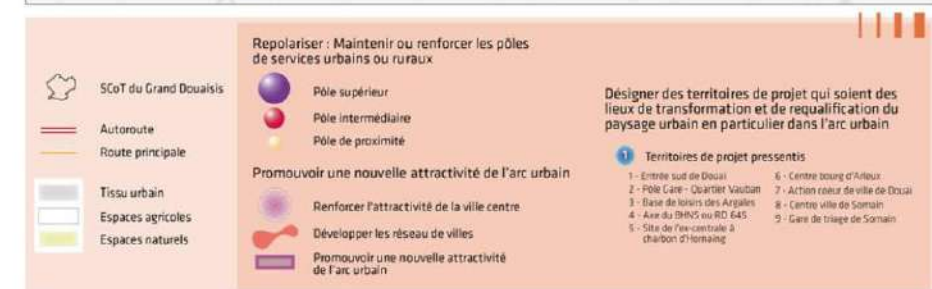 SCoT du Grand Douaisis
Autoroute
Route principale
Tissu urbain
Espaces agricoles
Espaces naturels
Repolariser : Maintenir ou renforcer les pôles
de services urbains ou ruraux
Pôle supérieur
Pôle intermédiaire
Pôle de proximité
Promouvoir une nouvelle attractivité de l'arc urbain
Renforcer l'attractivité de la ville centre
Développer les réseau de villes
Promouvoir une nouvelle attractivité
de l'arc urbain
Désigner des territoires de projet qui soient des
lieux de transformation et de requalification du
paysage urbain en particulier dans l'arc urbain
1 Territoires de projet pressentis
1 - Entrée sud de Douai
2 - Pole Gare - Quartier Vauban
3 - Base de loisirs des Argales
4 - Axe du BHNS ou RD 645
5 - Site de l'ex-centrale à
charbon d'Hornaing
6 - Centre bourg d'Arleux
7 - Action coeur de ville de Douai
8 - Centre ville de Somain
9 - Gare de triage de Somain